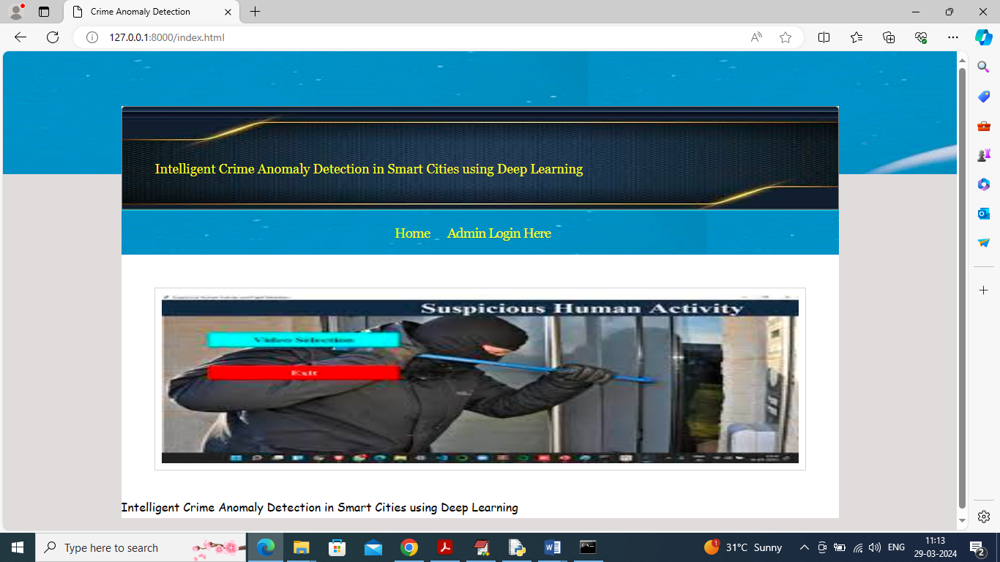 Crime Anomaly Detection
127.0.0.1:8000/index.html
Intelligent Crime Anomaly Detection in Smart Cities using Deep Learning
Home Admin Login Here
Suspicious Human Activity
Video Selection
Exit
Intelligent Crime Anomaly Detection in Smart Cities using Deep Learning
Type here to search
1
31°C Sunny
ENG
11:13
29-03-2024
2